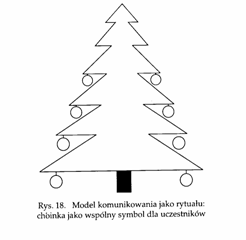 Rys. 18. Model komunikowania jako rytuału:
choinka jako wspólny symbol dla uczestników